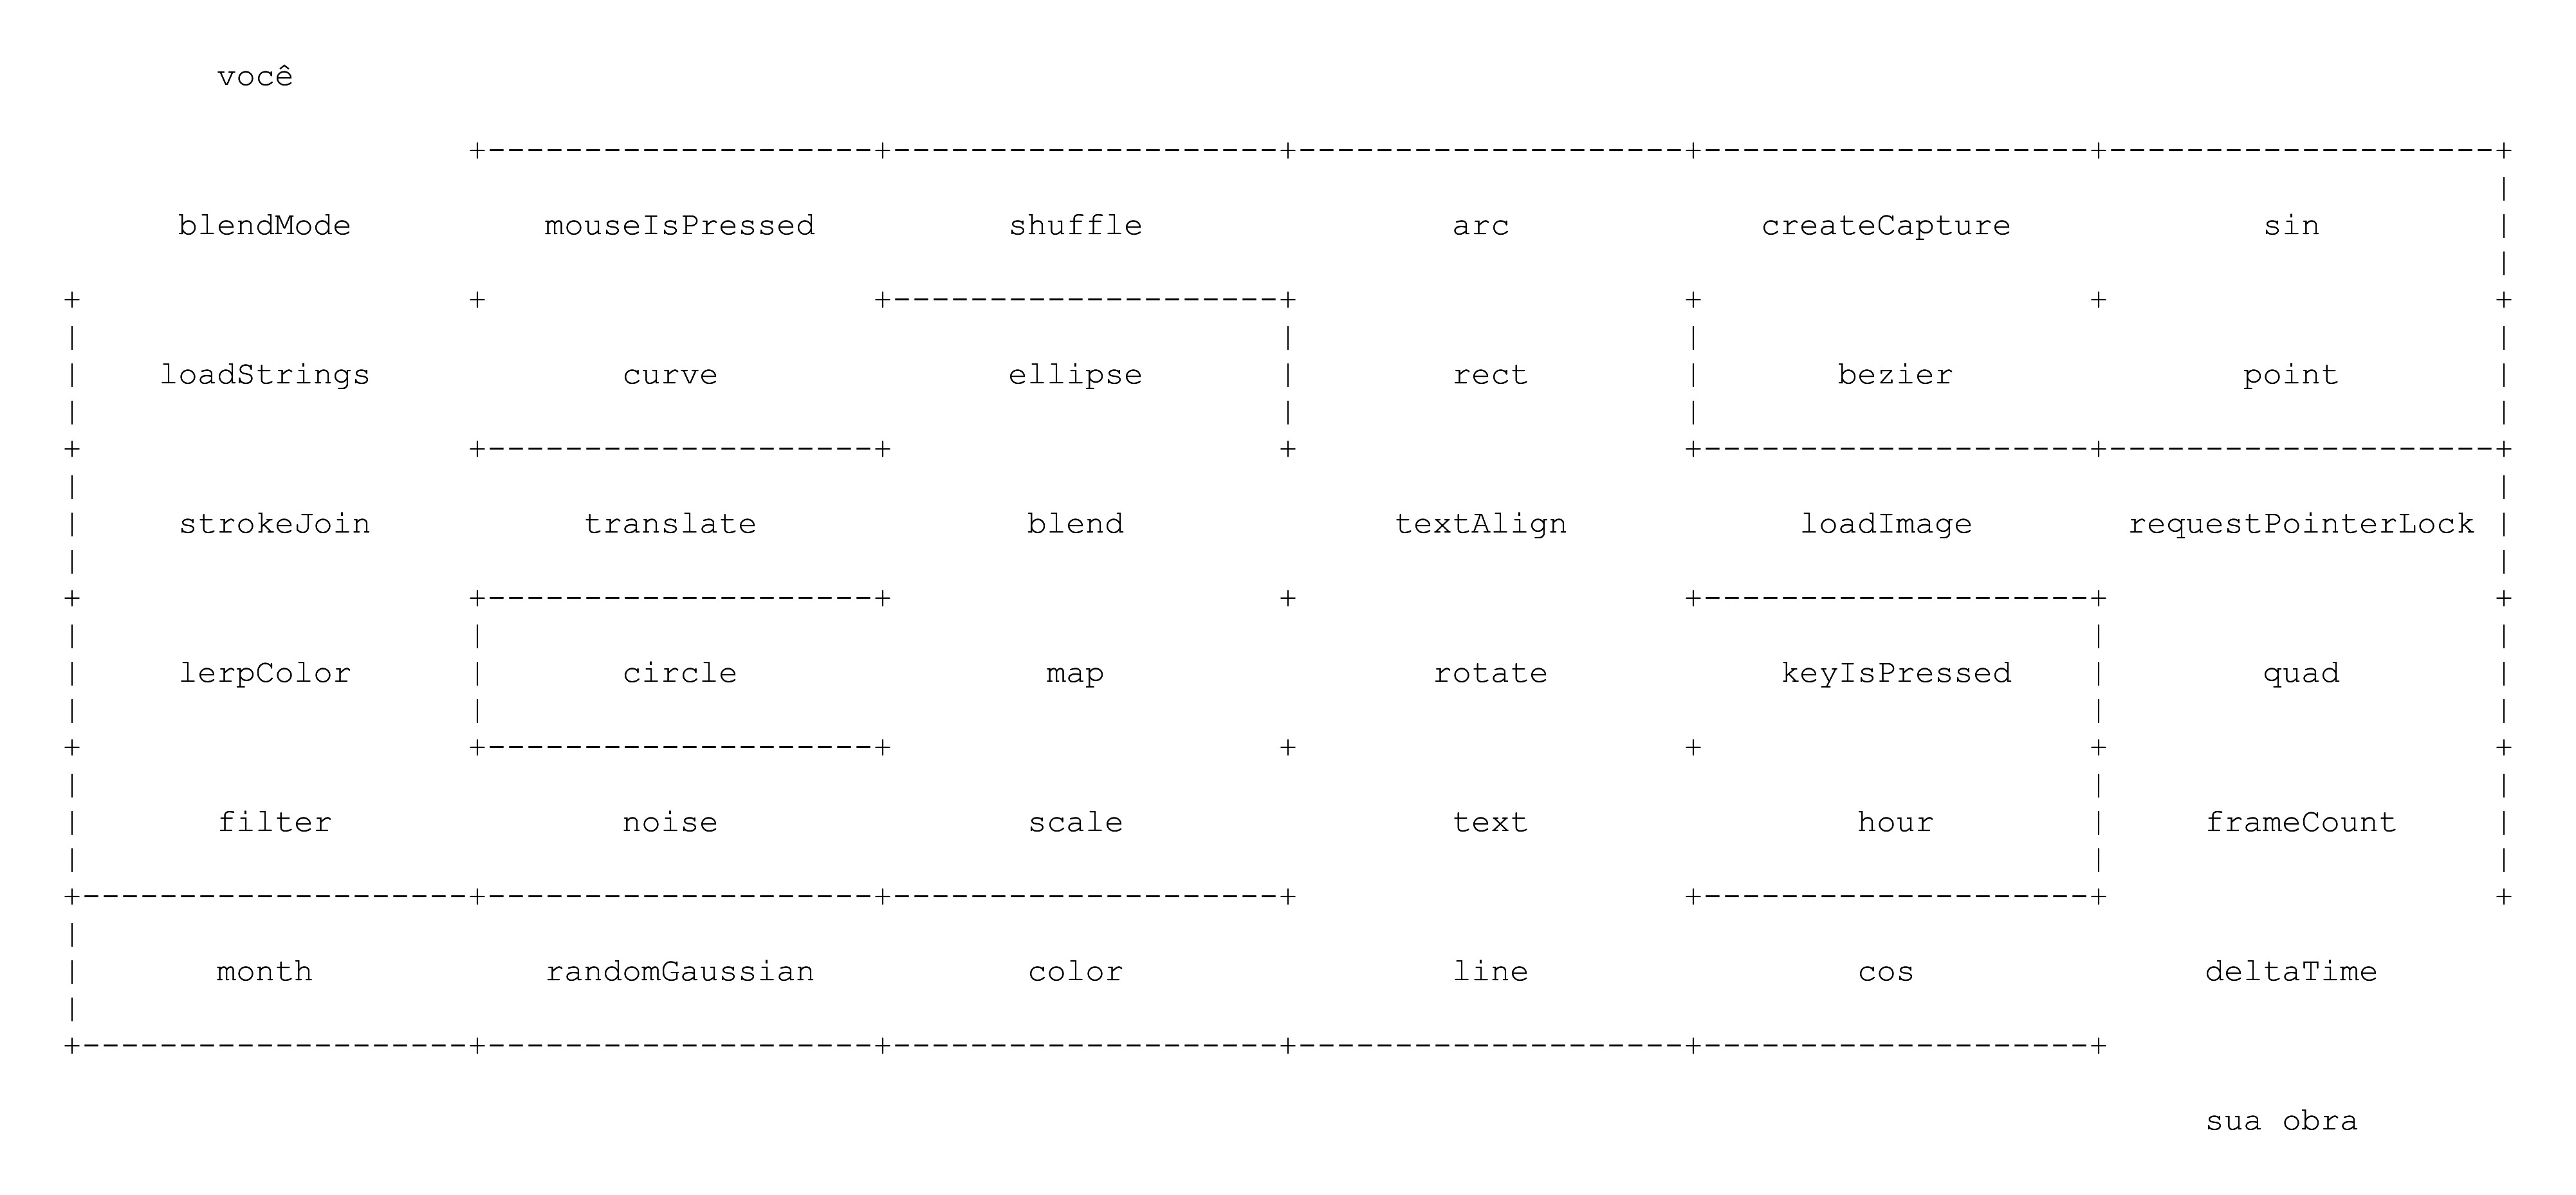 você
blendMode mouseIsPressed shuffle arc createCapture sin
loadStrings curve ellipse rect bezier point
strokeJoin translate blend textAlign loadImage requestPointerLock
lerpColor circle map rotate keyIsPressed quad
filter noise scale text hour frameCount
month randomGaussian color line cos deltaTime
sua obra